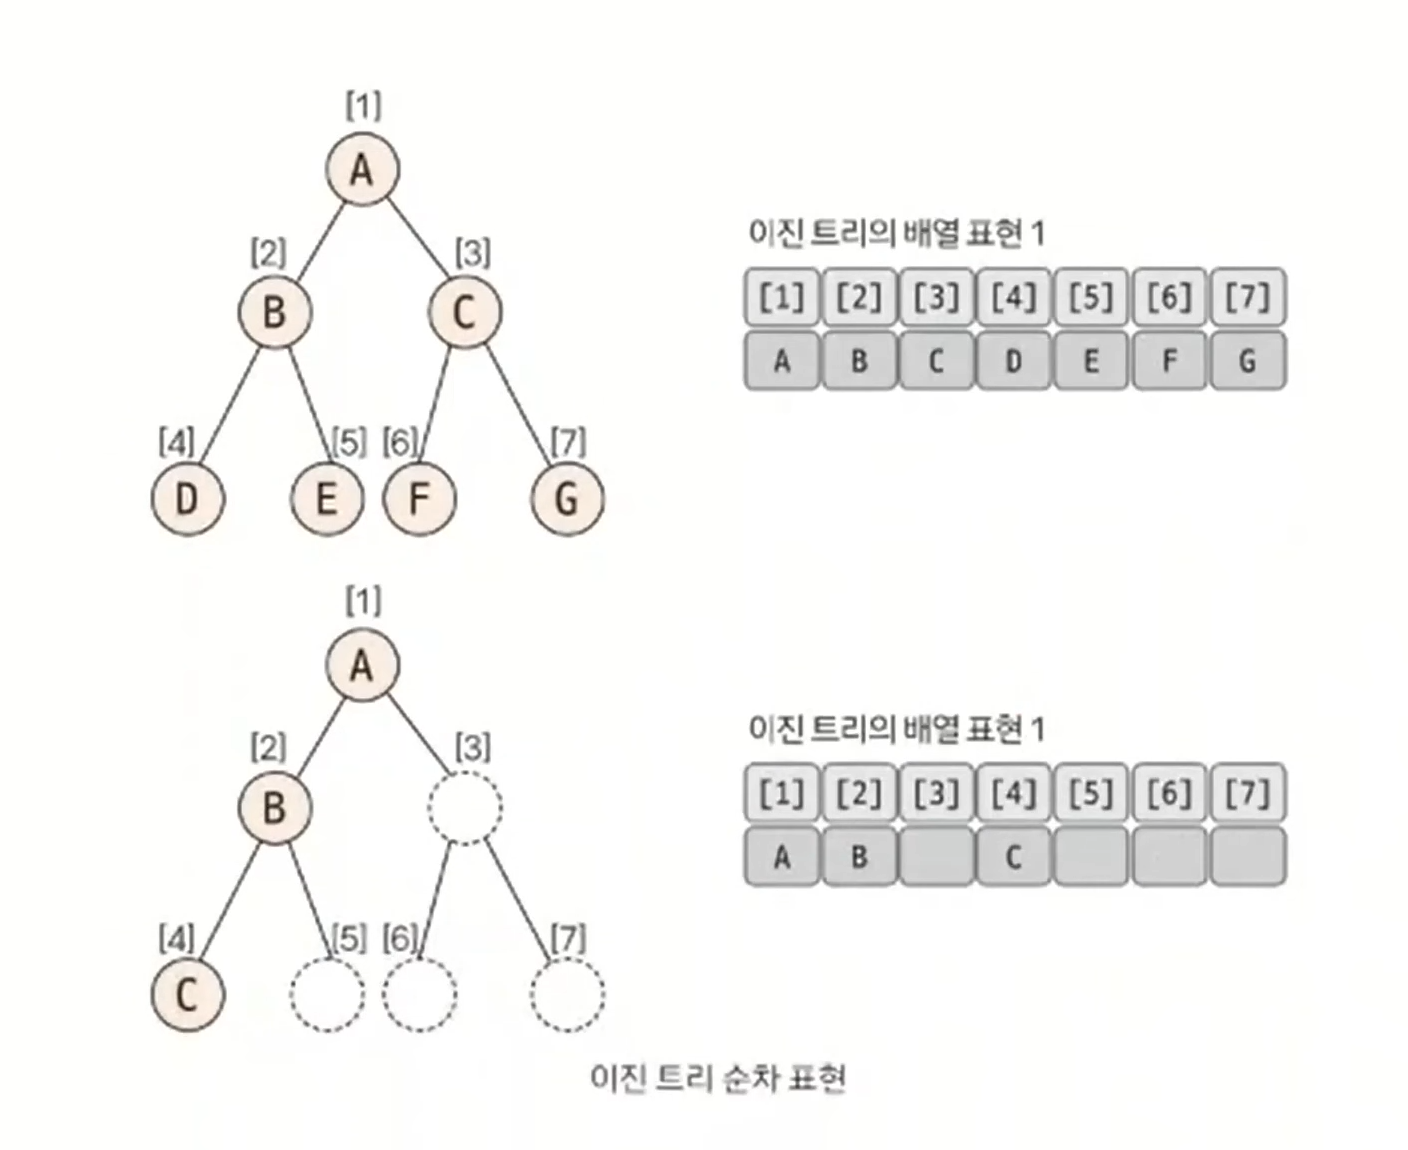 [1]
A
[2] [3]
B C
[4] [5] [6] [7]
D E F G
이진 트리의 배열 표현 1
[1] [2] [3] [4] [5] [6] [7]
A B C D E F G
[1]
A
[2] [3]
B
[4] [5] [6] [7]
C
이진 트리의 배열 표현 1
[1] [2] [3] [4] [5] [6] [7]
A B C
이진 트리 순차 표현